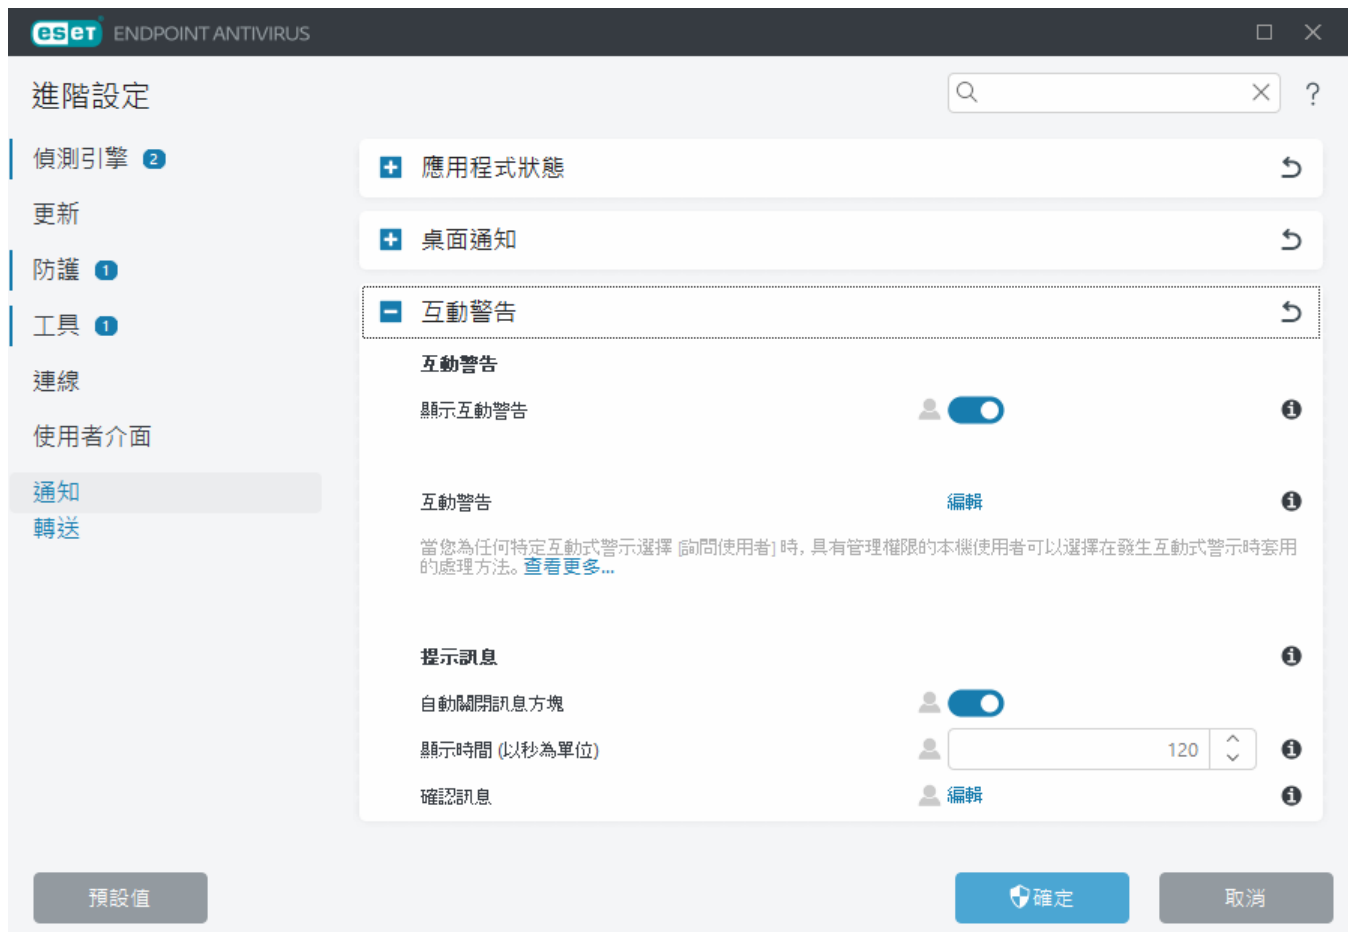 eset ENDPOINT ANTIVIRUS
進階設定
?
偵測引擎 2
更新
防護 1
工具 1
連線
使用者介面
通知
轉送
應用程式狀態
桌面通知
互動警告
互動警告
顯示互動警告
互動警告 編輯
當您為任何特定互動式警示選擇 [詢問使用者] 時, 具有管理權限的本機使用者可以選擇在發生互動式警示時套用
的處理方法。查看更多...
提示訊息
自動關閉訊息方塊
顯示時間 (以秒為單位) 120
確認訊息 編輯
預設值 確定 取消